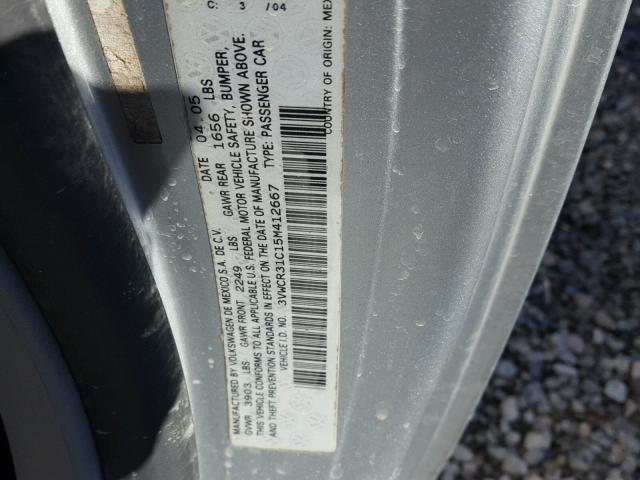 MANUFACTURED BY VOLKSWAGEN DE MEXICO S.A. DE C.V. DATE 04 05
GVWR 3903 LBS GAWR FRONT 2249 LBS GAWR REAR 1656 LBS
THIS VEHICLE CONFORMS TO ALL APPLICABLE U.S. FEDERAL MOTOR VEHICLE SAFETY, BUMPER,
AND THEFT PREVENTION STANDARDS IN EFFECT ON THE DATE OF MANUFACTURE SHOWN ABOVE.
VEHICLE I.D. NO. 3VWCR31C15M412667 TYPE: PASSENGER CAR
COUNTRY OF ORIGIN: MEX
3 /04